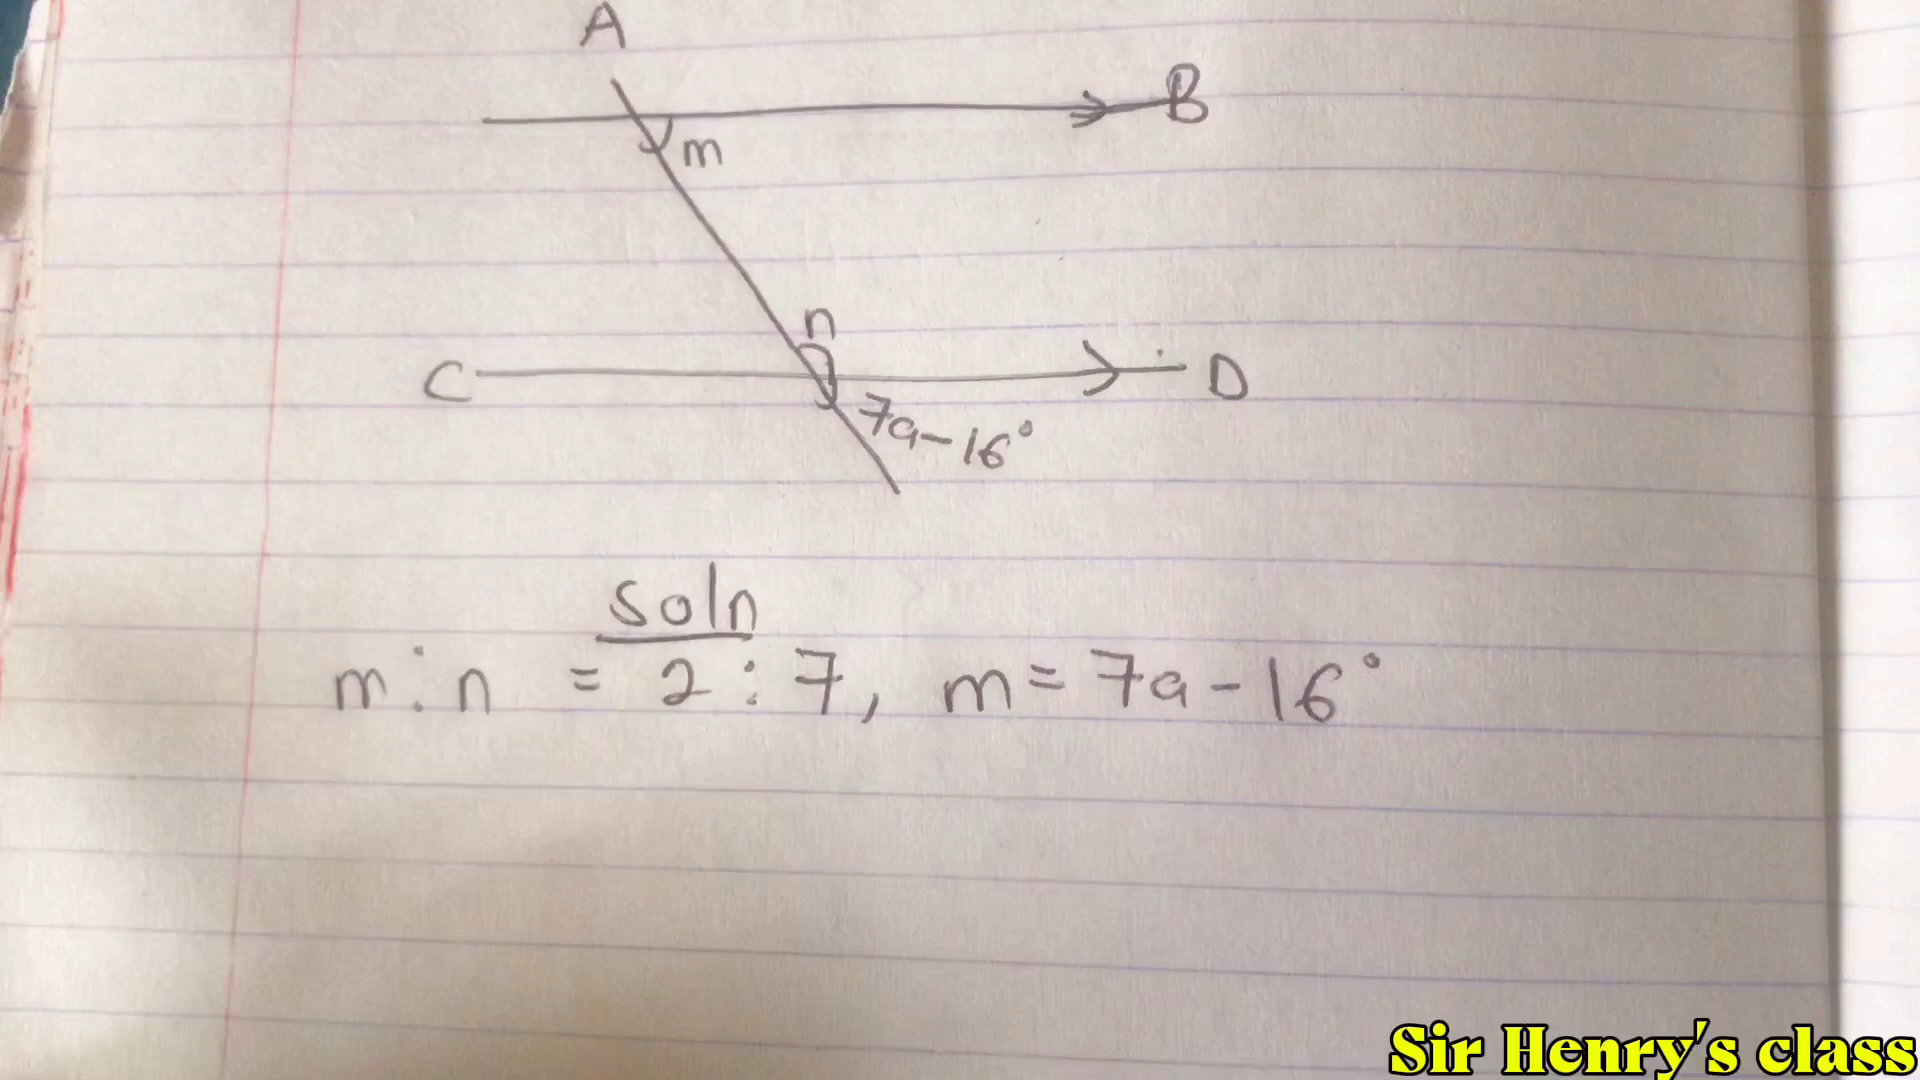 A
B
m
n
C
D
7a-16°
soln
m:n = 2:7, m=7a-16°
Sir Henry's class